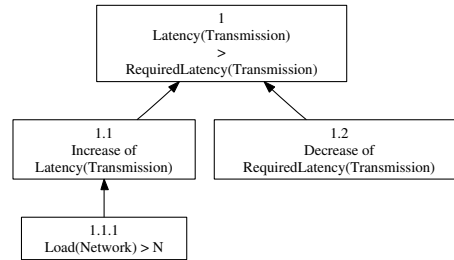 1
Latency(Transmission)
>
RequiredLatency(Transmission)
1.1
Increase of
Latency(Transmission)
1.2
Decrease of
RequiredLatency(Transmission)
1.1.1
Load(Network) > N